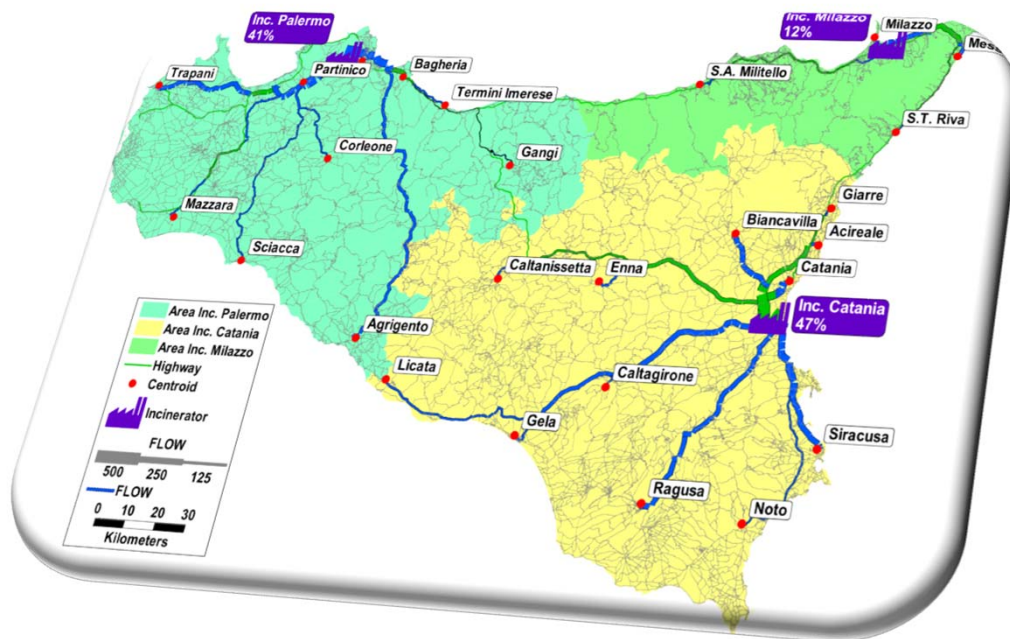 Inc. Palermo
41%
Inc. Milazzo
12%
Milazzo
Trapani
Partinico
Bagheria
S.A. Militello
Termini Imerese
S.T. Riva
Corleone
Gangi
Giarre
Mazzara
Biancavilla
Acireale
Sciacca
Caltanissetta
Enna
Catania
Inc. Catania
47%
Agrigento
Licata
Caltagirone
Gela
Siracusa
Ragusa
Noto
Area Inc. Palermo
Area Inc. Catania
Area Inc. Milazzo
Highway
Centroid
Incinerator
FLOW
500 250 125
FLOW
0 10 20 30
Kilometers